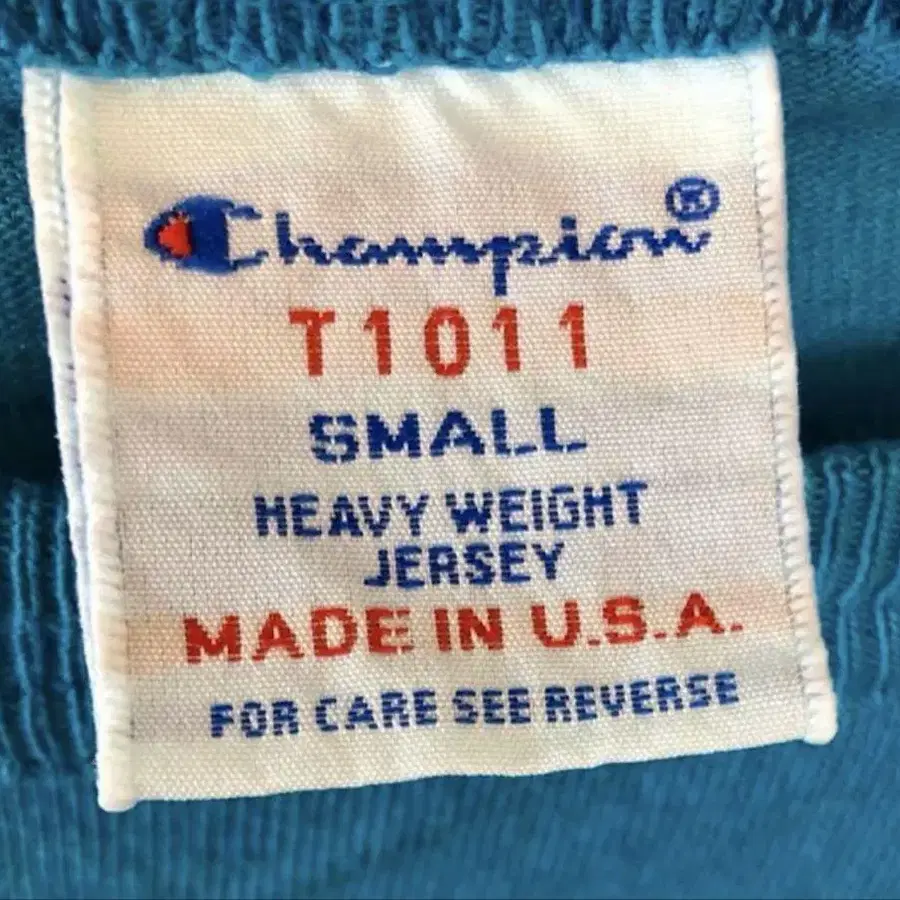 Champion®
T1011
SMALL
HEAVY WEIGHT
JERSEY
MADE IN U.S.A.
FOR CARE SEE REVERSE